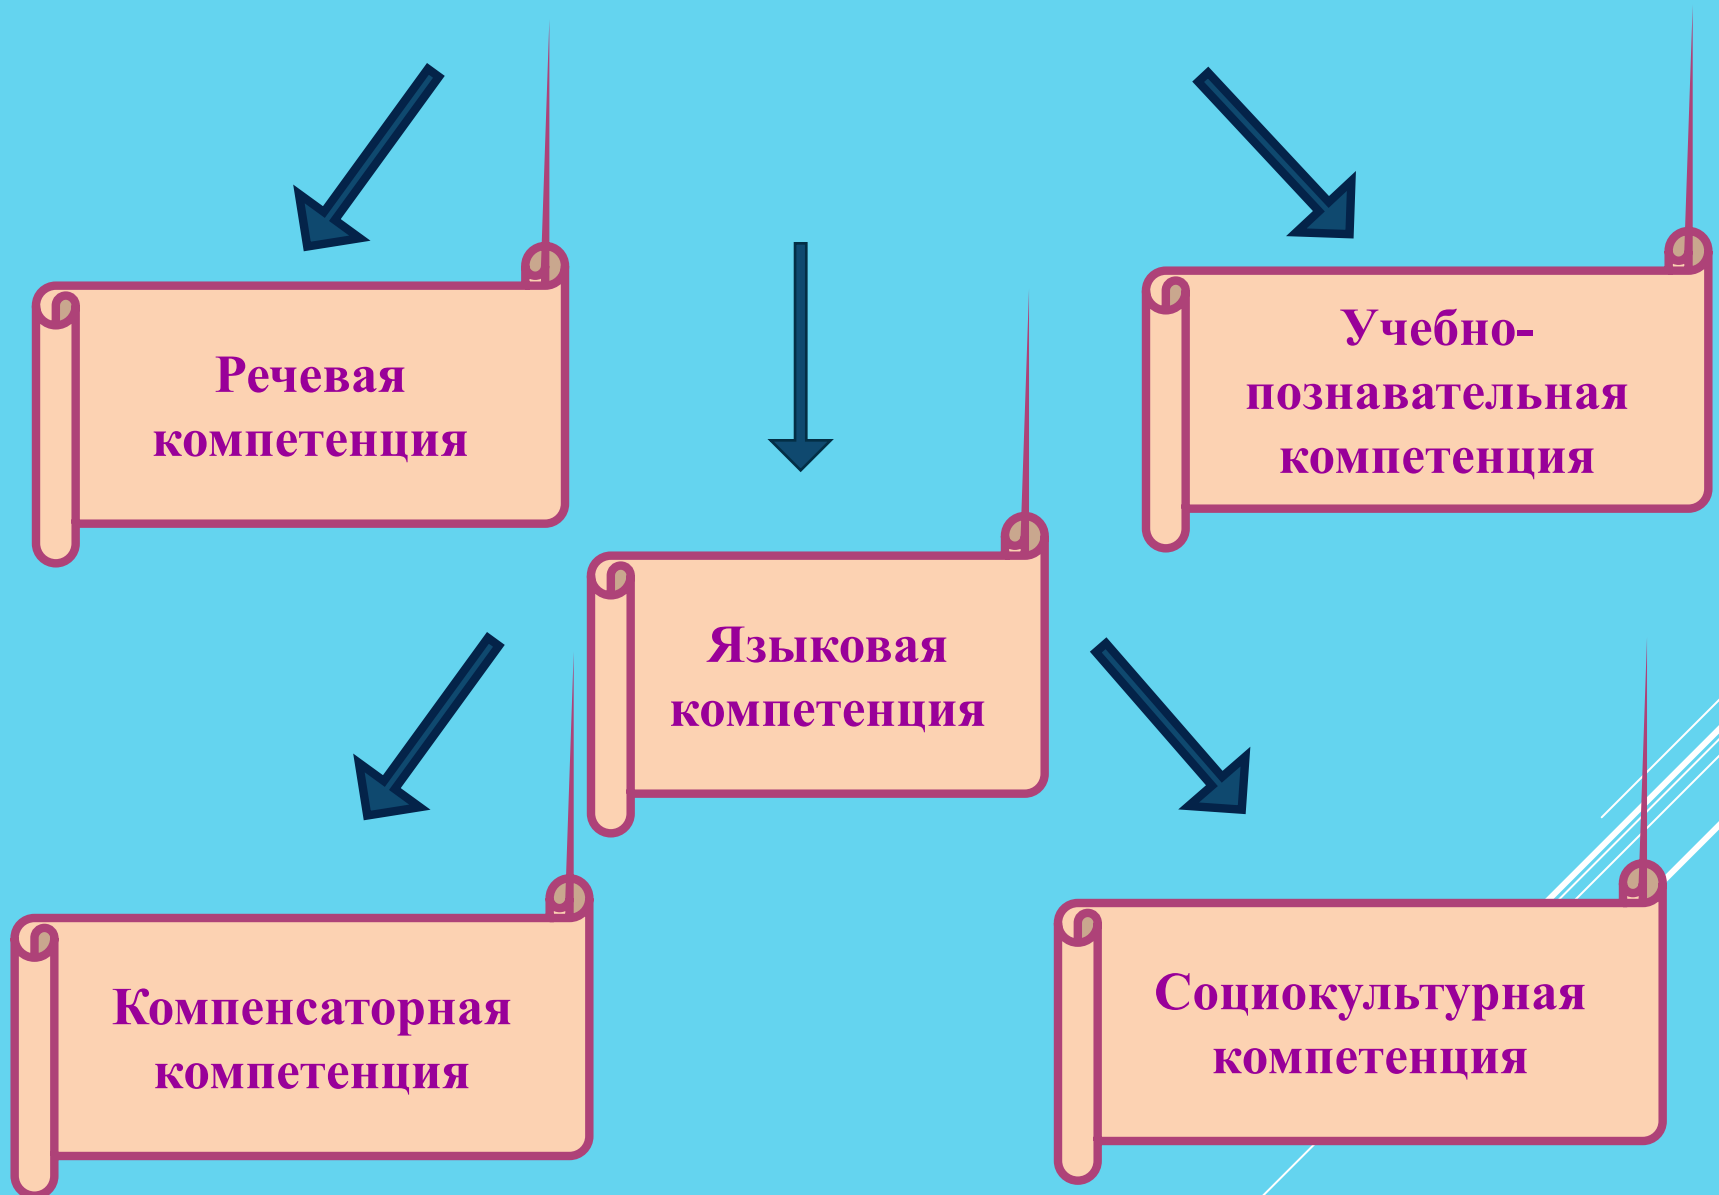 Речевая
компетенция
Учебно-
познавательная
компетенция
Языковая
компетенция
Компенсаторная
компетенция
Социокультурная
компетенция